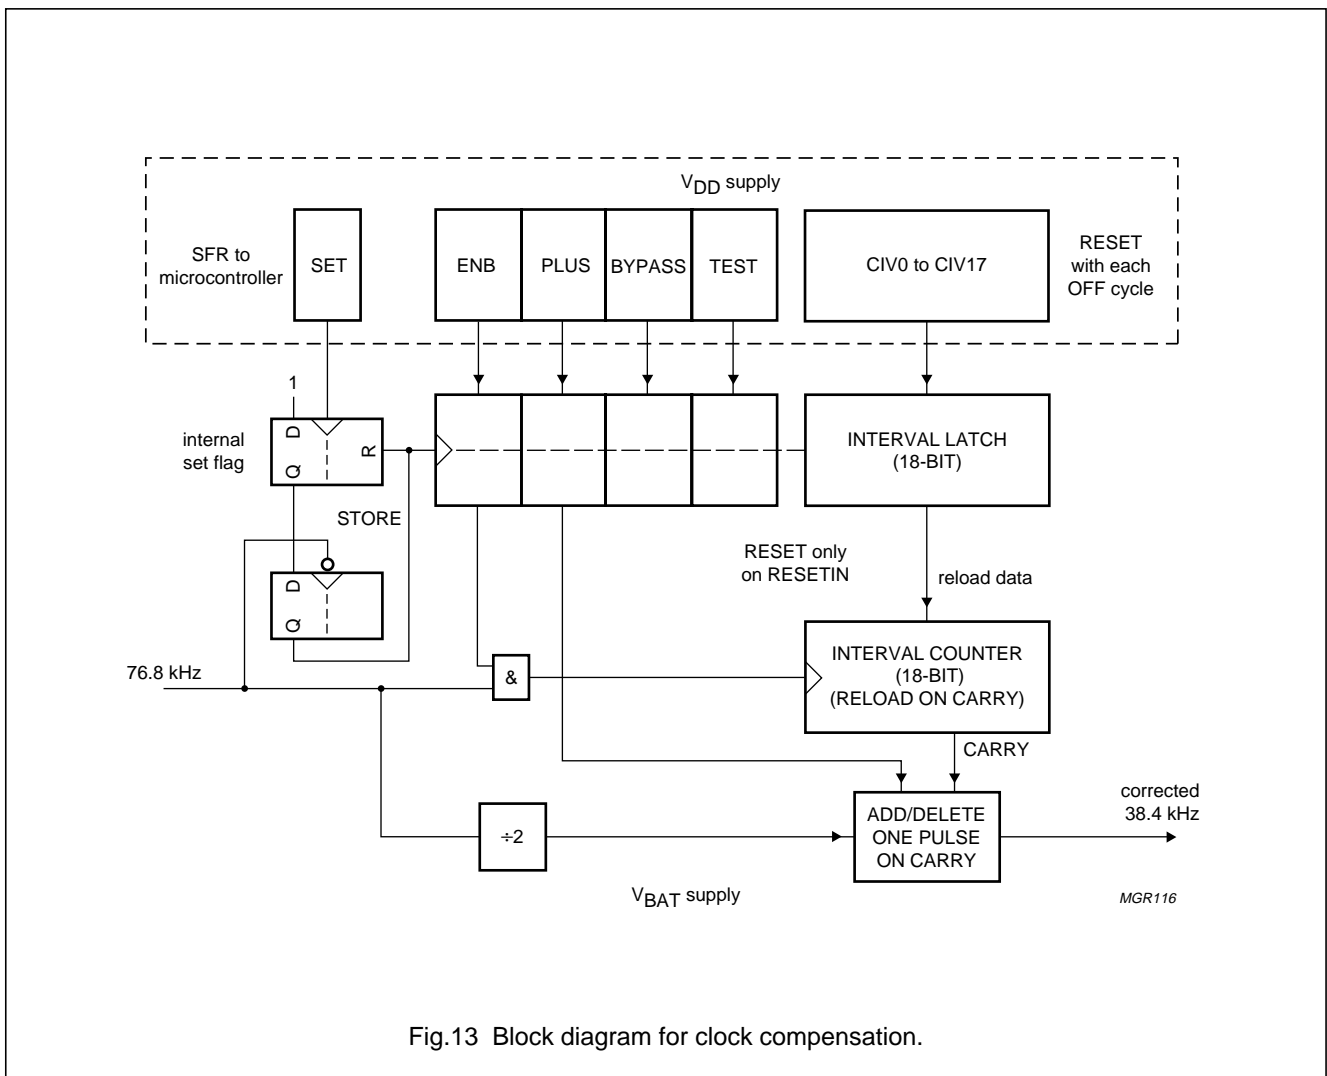 VDD supply
SFR to
microcontroller
SET
ENB
PLUS
BYPASS
TEST
CIV0 to CIV17
RESET
with each
OFF cycle
1
internal
set flag
D
R
Q
INTERVAL LATCH
(18-BIT)
STORE
RESET only
on RESETIN
reload data
D
Q
76.8 kHz
&
INTERVAL COUNTER
(18-BIT)
(RELOAD ON CARRY)
CARRY
÷2
ADD/DELETE
ONE PULSE
ON CARRY
corrected
38.4 kHz
VBAT supply
MGR116
Fig.13 Block diagram for clock compensation.